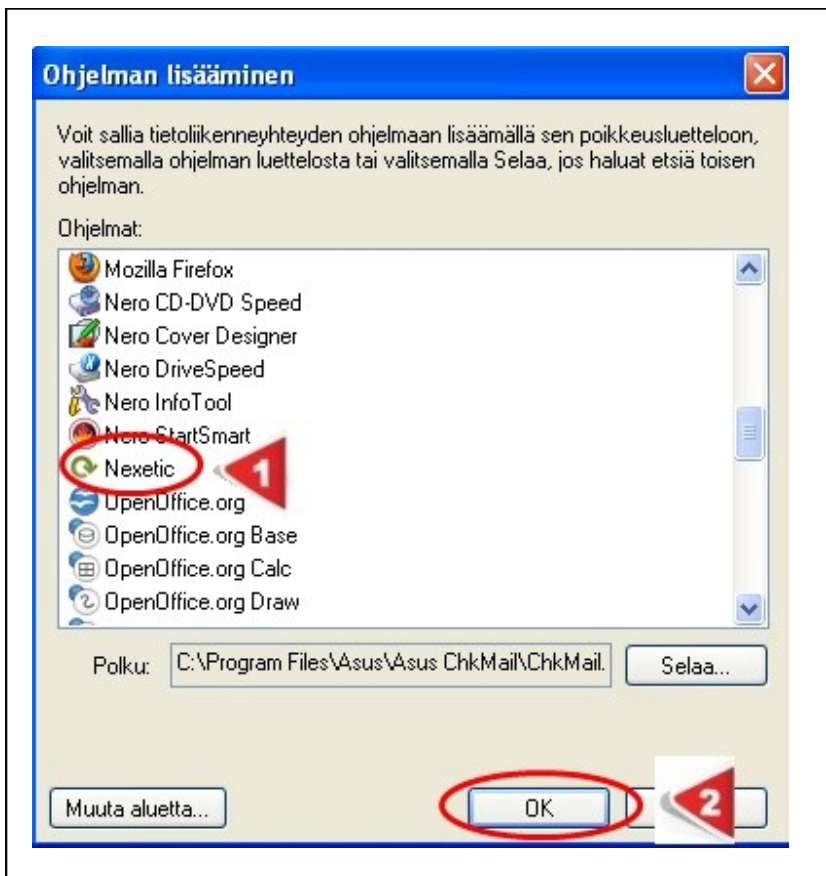 Ohjelman lisääminen
Voit sallia tietoliikenneyhteyden ohjelmaan lisäämällä sen poikkeusluetteloon,
valitsemalla ohjelman luettelosta tai valitsemalla Selaa, jos haluat etsiä toisen
ohjelman.
Ohjelmat:
Mozilla Firefox
Nero CD-DVD Speed
Nero Cover Designer
Nero DriveSpeed
Nero InfoTool
Nero StartSmart
Nexetic
1
OpenOffice.org
OpenOffice.org Base
OpenOffice.org Calc
OpenOffice.org Draw
Polku: C:\Program Files\Asus\Asus ChkMail\ChkMail. Selaa...
Muuta aluetta... OK 2